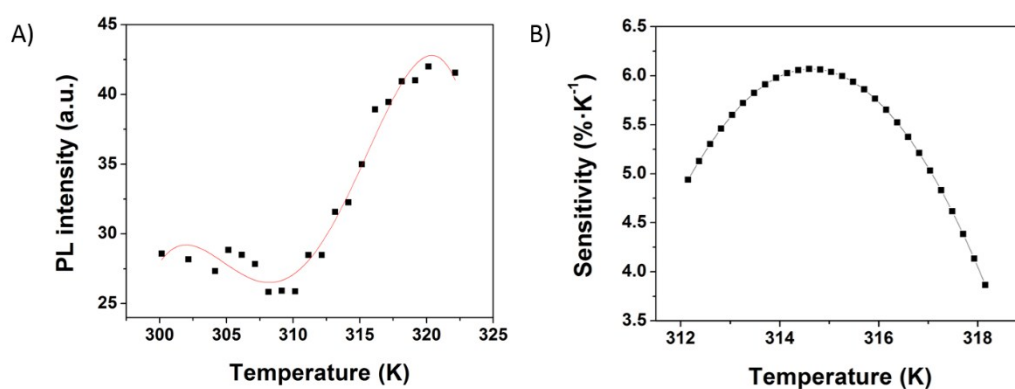 A)
PL intensity (a.u.)
45
40
35
30
25
300 305 310 315 320 325
Temperature (K)
B)
Sensitivity (%·K⁻¹)
6.5
6.0
5.5
5.0
4.5
4.0
3.5
312 314 316 318
Temperature (K)